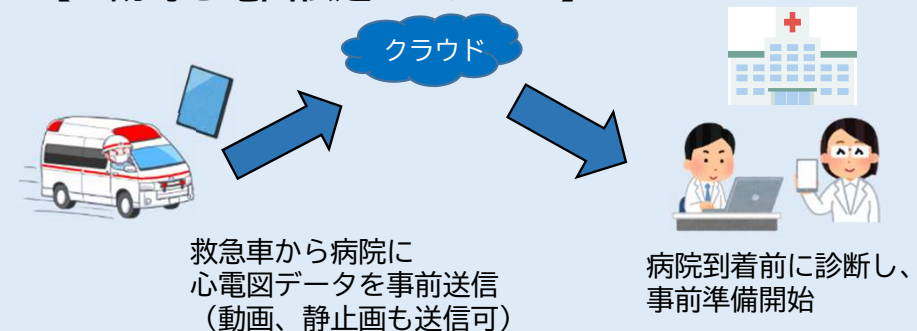 クラウド
救急車から病院に
心電図データを事前送信
（動画、静止画も送信可）
病院到着前に診断し、
事前準備開始